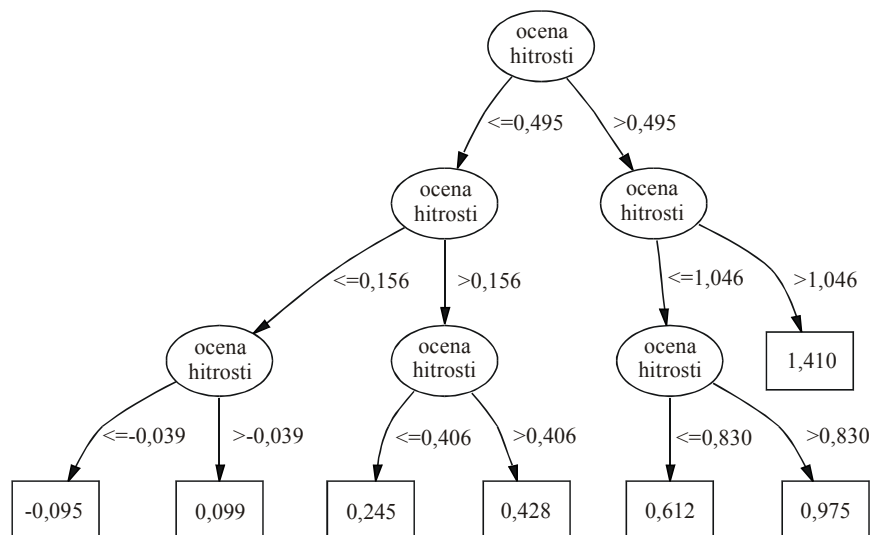 ocena
hitrosti
<=0,495
>0,495
ocena
hitrosti
ocena
hitrosti
<=0,156
>0,156
<=1,046
>1,046
ocena
hitrosti
ocena
hitrosti
ocena
hitrosti
1,410
<=-0,039
>-0,039
<=0,406
>0,406
<=0,830
>0,830
-0,095
0,099
0,245
0,428
0,612
0,975